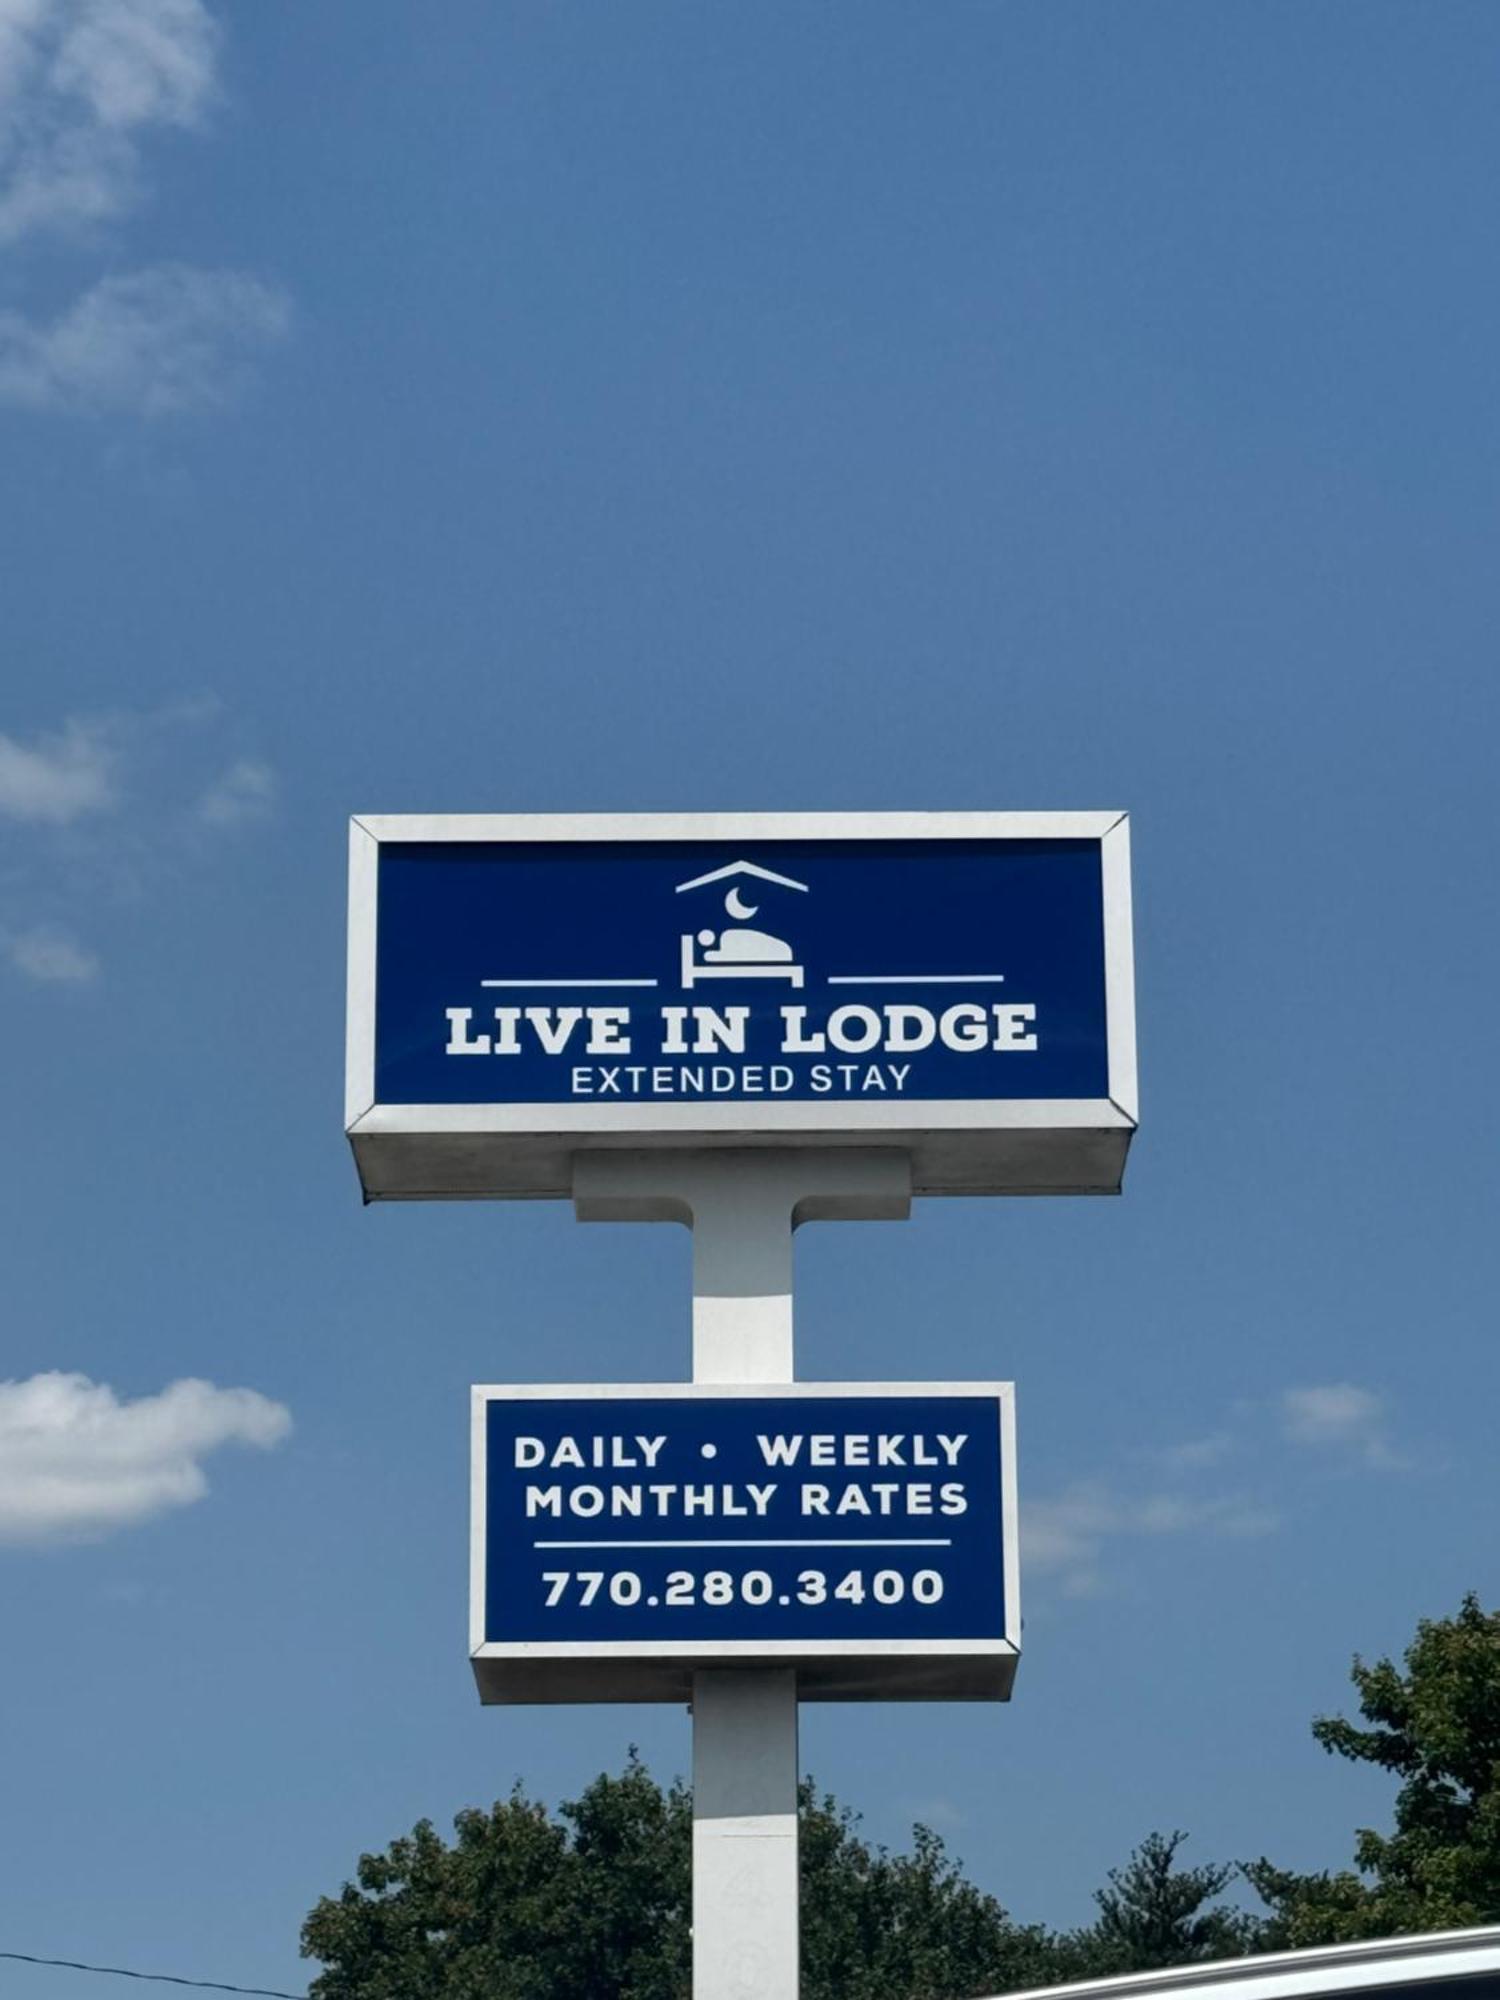 LIVE IN LODGE
EXTENDED STAY
DAILY • WEEKLY
MONTHLY RATES
770.280.3400